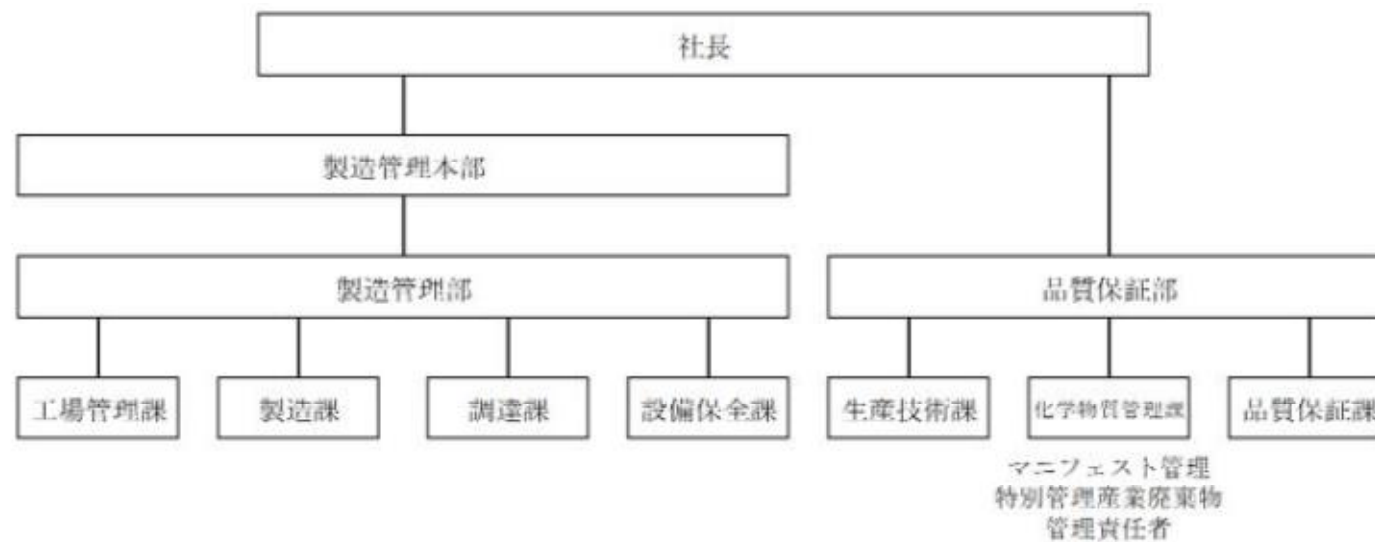 社長
製造管理本部
製造管理部
品質保証部
工場管理課
製造課
調達課
設備保全課
生産技術課
化学物質管理課
品質保証課
マニフェスト管理
特別管理産業廃棄物
管理責任者